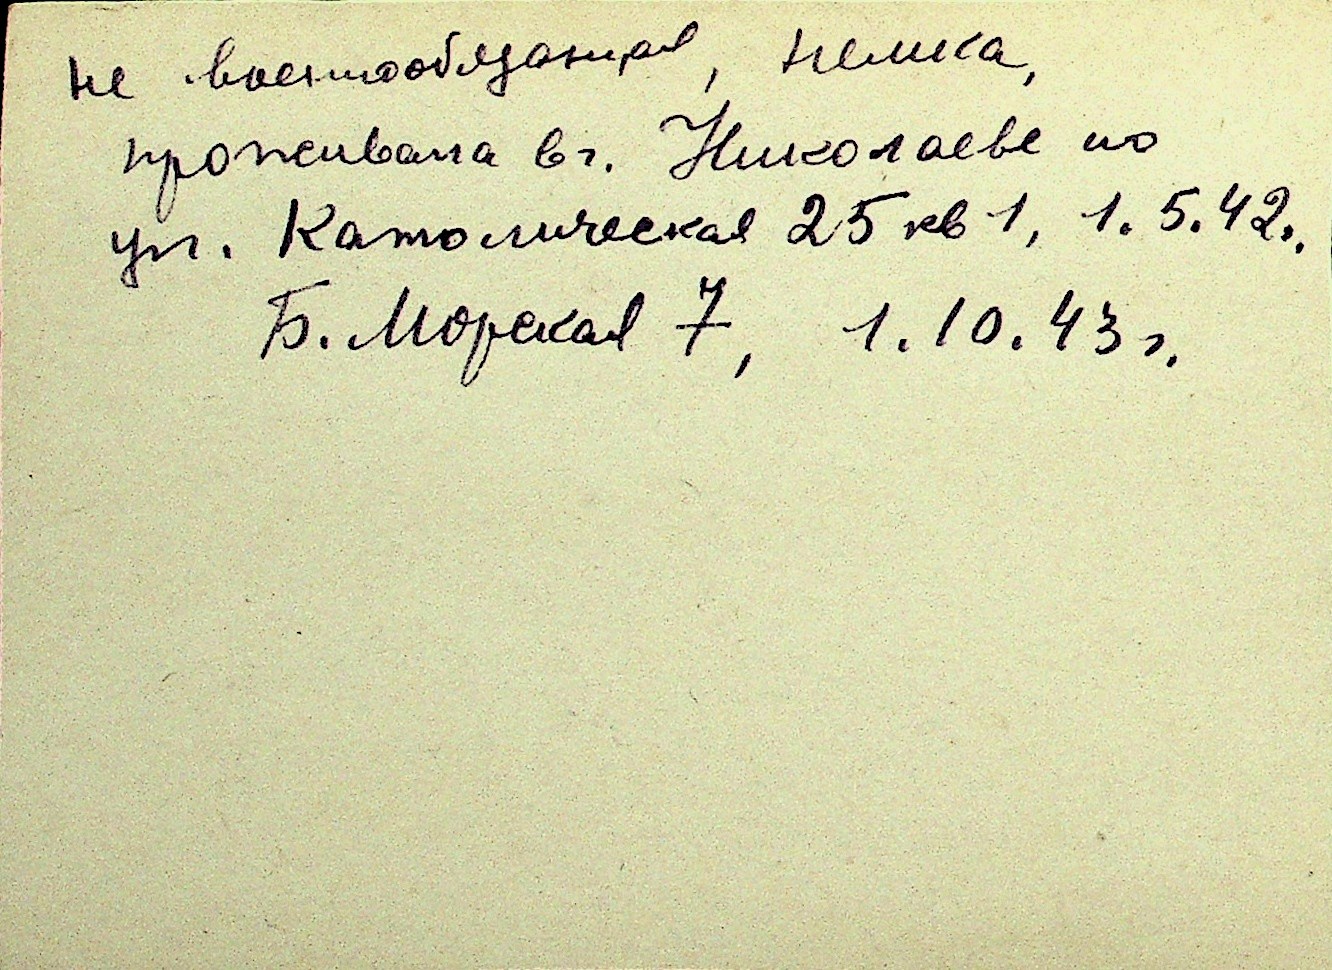 не военнообязанная, немка,
проживала в г. Николаеве по
ул. Католическая 25 кв 1, 1.5.42г.,
Б. Морская 7, 1.10.43г.